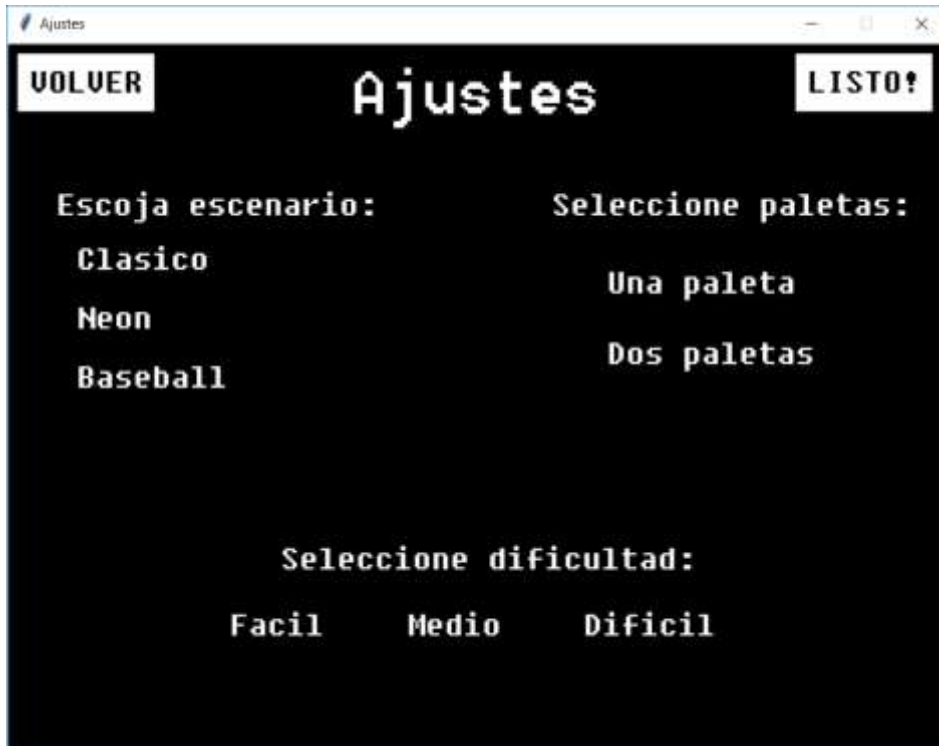 Ajustes
VOLVER
Ajustes
LISTO!
Escoja escenario:
Clasico
Neon
Baseball
Seleccione paletas:
Una paleta
Dos paletas
Seleccione dificultad:
Facil Medio Dificil